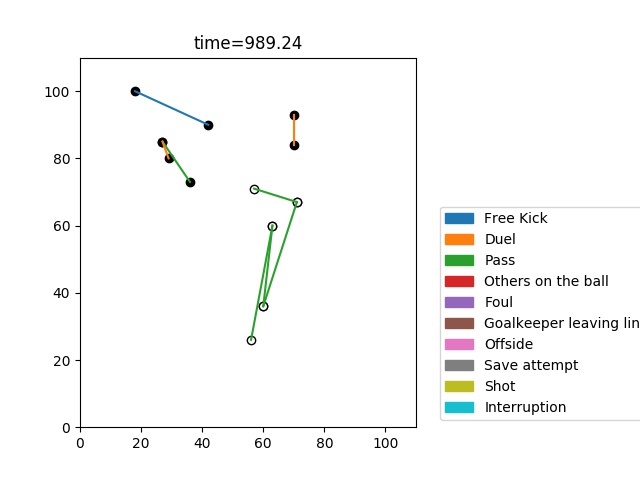 time=989.24
100
80
60
40
20
0
0 20 40 60 80 100
Free Kick
Duel
Pass
Others on the ball
Foul
Goalkeeper leaving lin
Offside
Save attempt
Shot
Interruption